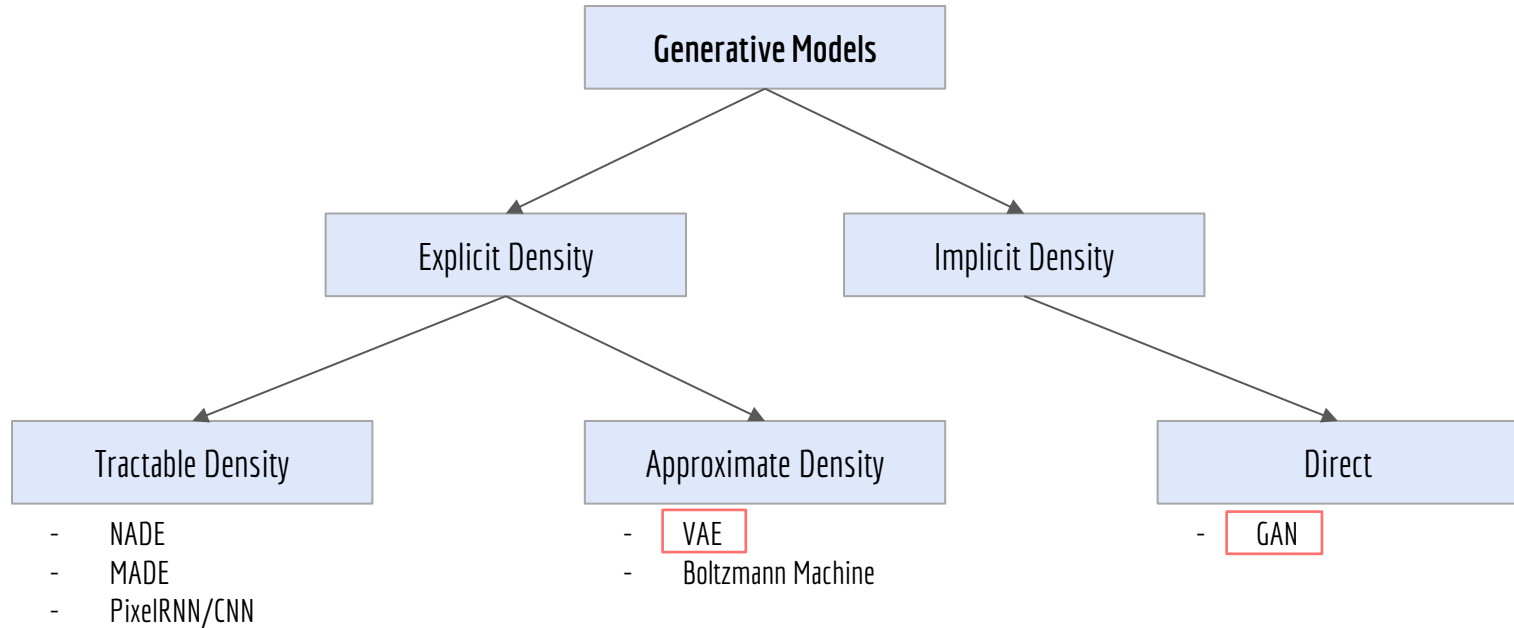 Generative Models
Explicit Density
Implicit Density
Tractable Density
Approximate Density
Direct
- NADE
- MADE
- PixelRNN/CNN
- VAE
- Boltzmann Machine
- GAN